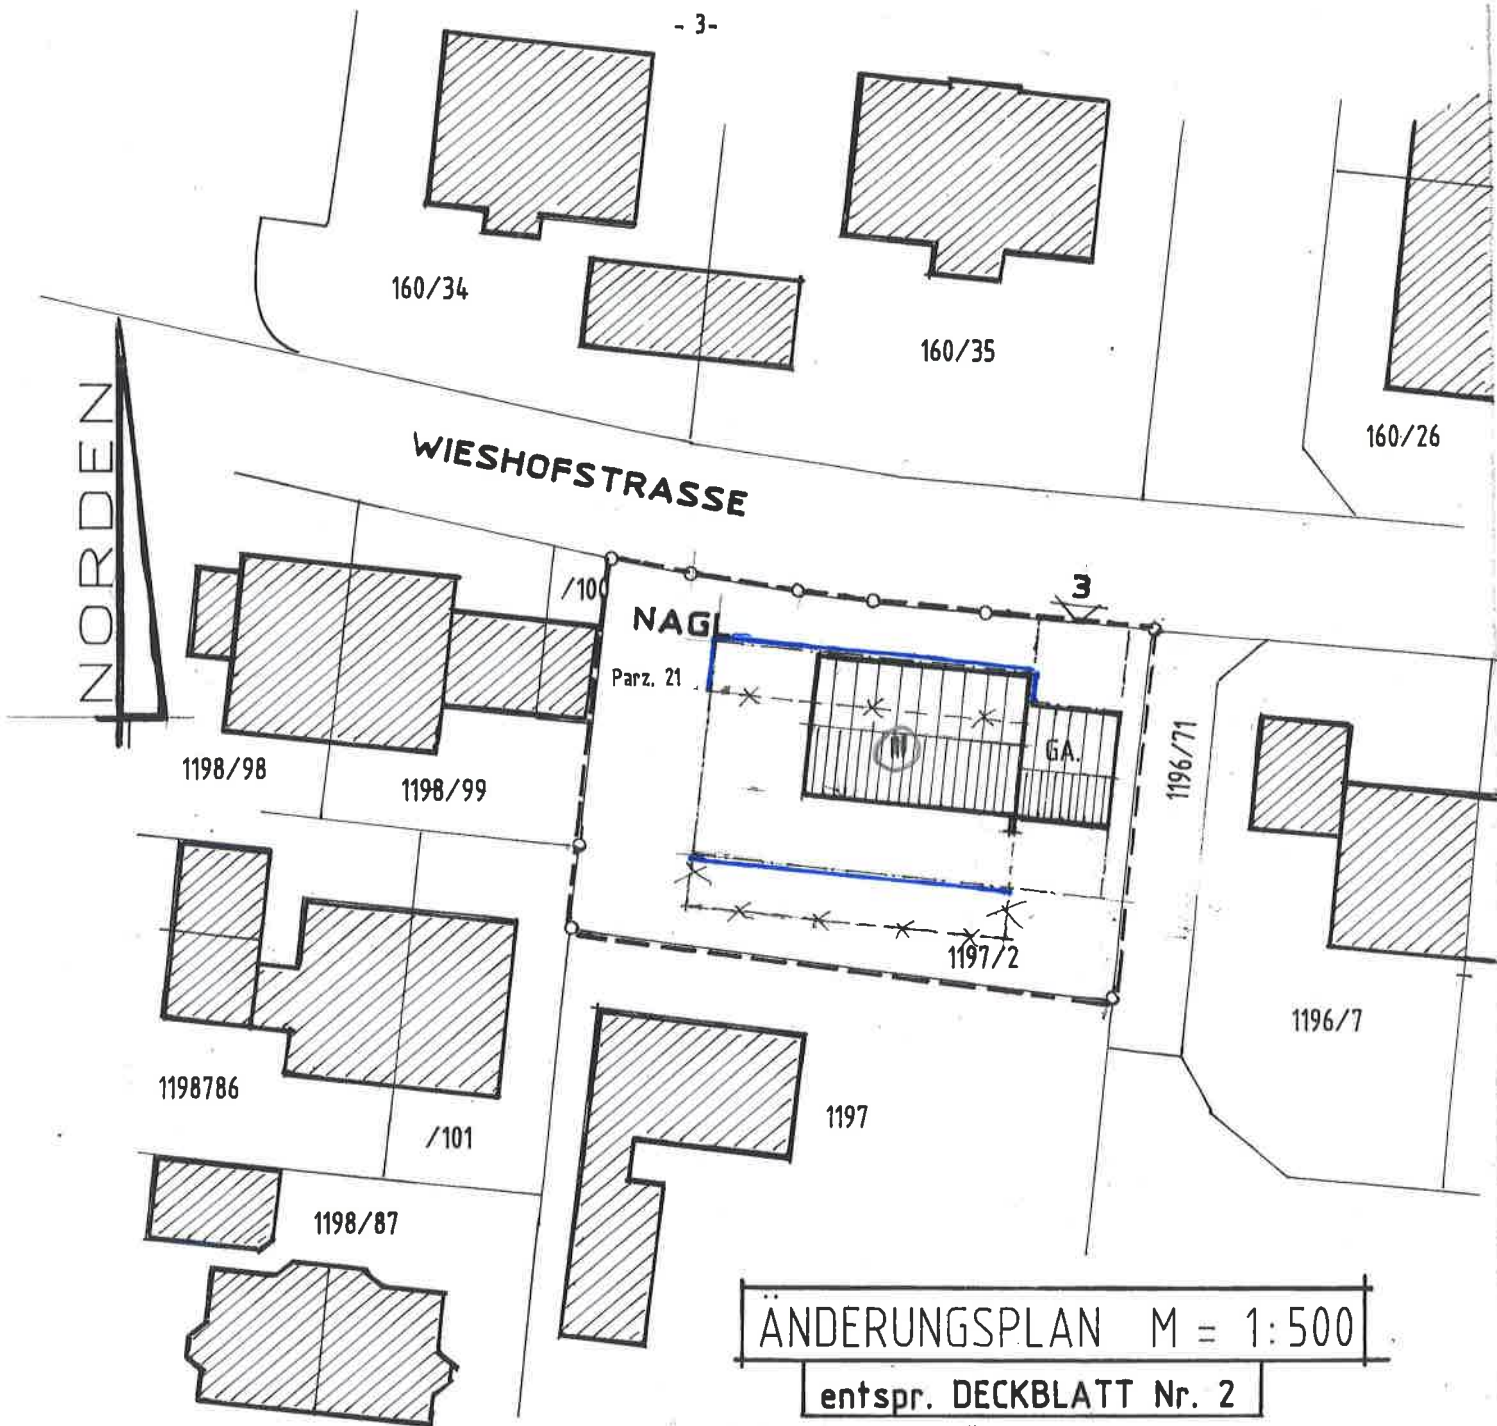 - 3-
160/34
160/35
160/26
NORDEN
WIESHOFSTRASSE
/100
3
NAGL
Parz. 21
GA.
1196/71
1198/98
1198/99
1197/2
1196/7
1198786
/101
1197
1198/87
ÄNDERUNGSPLAN M = 1:500
entspr. DECKBLATT Nr. 2